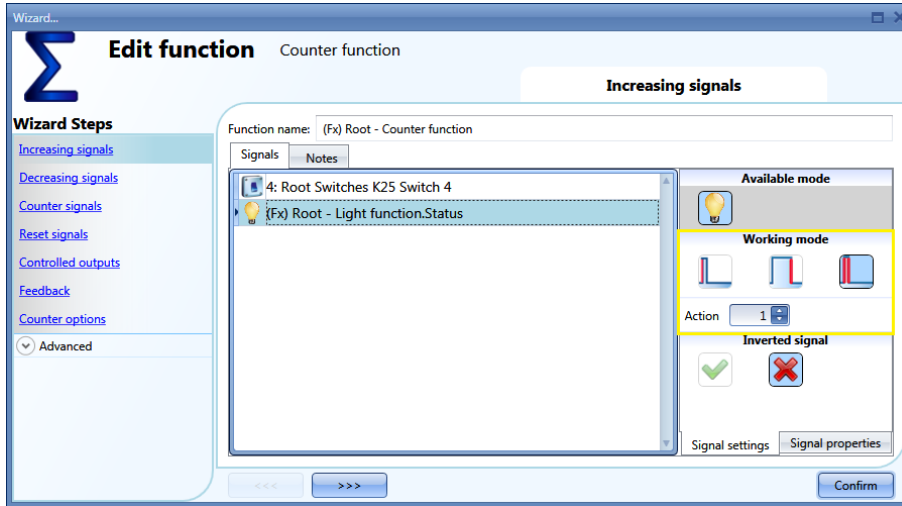 Wizard...
Edit function Counter function
Increasing signals
Wizard Steps
Increasing signals
Decreasing signals
Counter signals
Reset signals
Controlled outputs
Feedback
Counter options
Advanced
Function name: (Fx) Root - Counter function
Signals Notes
4: Root Switches K25 Switch 4
(Fx) Root - Light function.Status
Available mode
Working mode
Action 1
Inverted signal
Signal settings Signal properties
<<< >>> Confirm